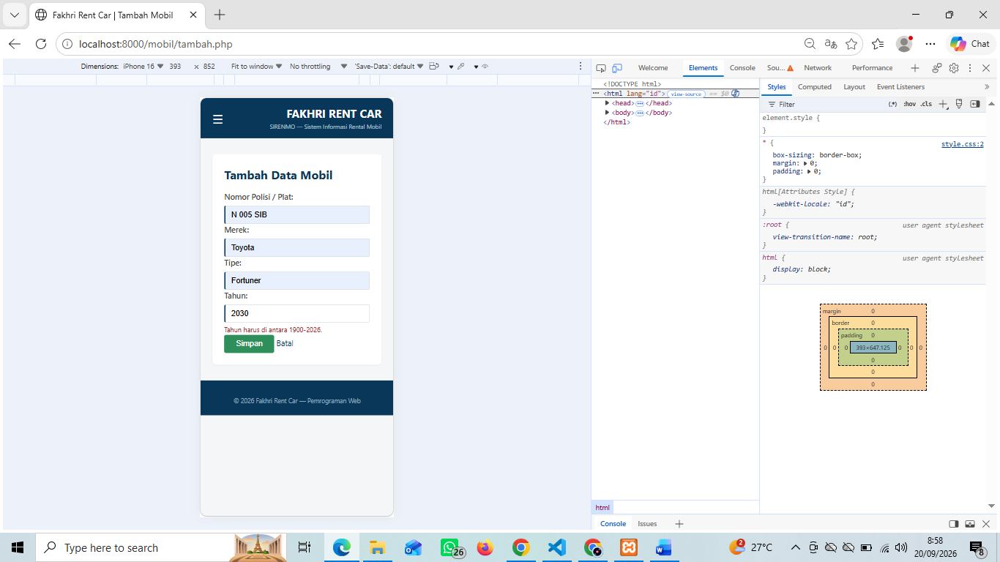 Fakhri Rent Car | Tambah Mobil
localhost:8000/mobil/tambah.php
Chat
Dimensions: iPhone 16 393 × 852 Fit to window No throttling 'Save-Data': default
Welcome Elements Console Sou... Network Performance
<!DOCTYPE html>
<html lang="id"> view-source == $0
<head> </head>
<body> </body>
</html>
html
Styles Computed Layout Event Listeners
Filter :hov .cls
element.style {
}
* { style.css:2
box-sizing: border-box;
margin: 0;
padding: 0;
}
html[Attributes Style] {
-webkit-locale: "id";
}
:root { user agent stylesheet
view-transition-name: root;
}
html { user agent stylesheet
display: block;
}
margin 0
border 0
padding 0
0 0 0 393×647.125 0 0 0
0
0
0
Console Issues
FAKHRI RENT CAR
SIRENMO — Sistem Informasi Rental Mobil
Tambah Data Mobil
Nomor Polisi / Plat:
N 005 SIB
Merek:
Toyota
Tipe:
Fortuner
Tahun:
2030
Tahun harus di antara 1900-2026.
Simpan Batal
© 2026 Fakhri Rent Car — Pemrograman Web
Type here to search
26
2
27°C
8:58
20/09/2026
8